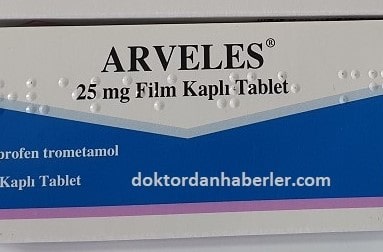 ARVELES®
25 mg Film Kaplı Tablet
profen trometamol
Kaplı Tablet
doktordanhaberler.com